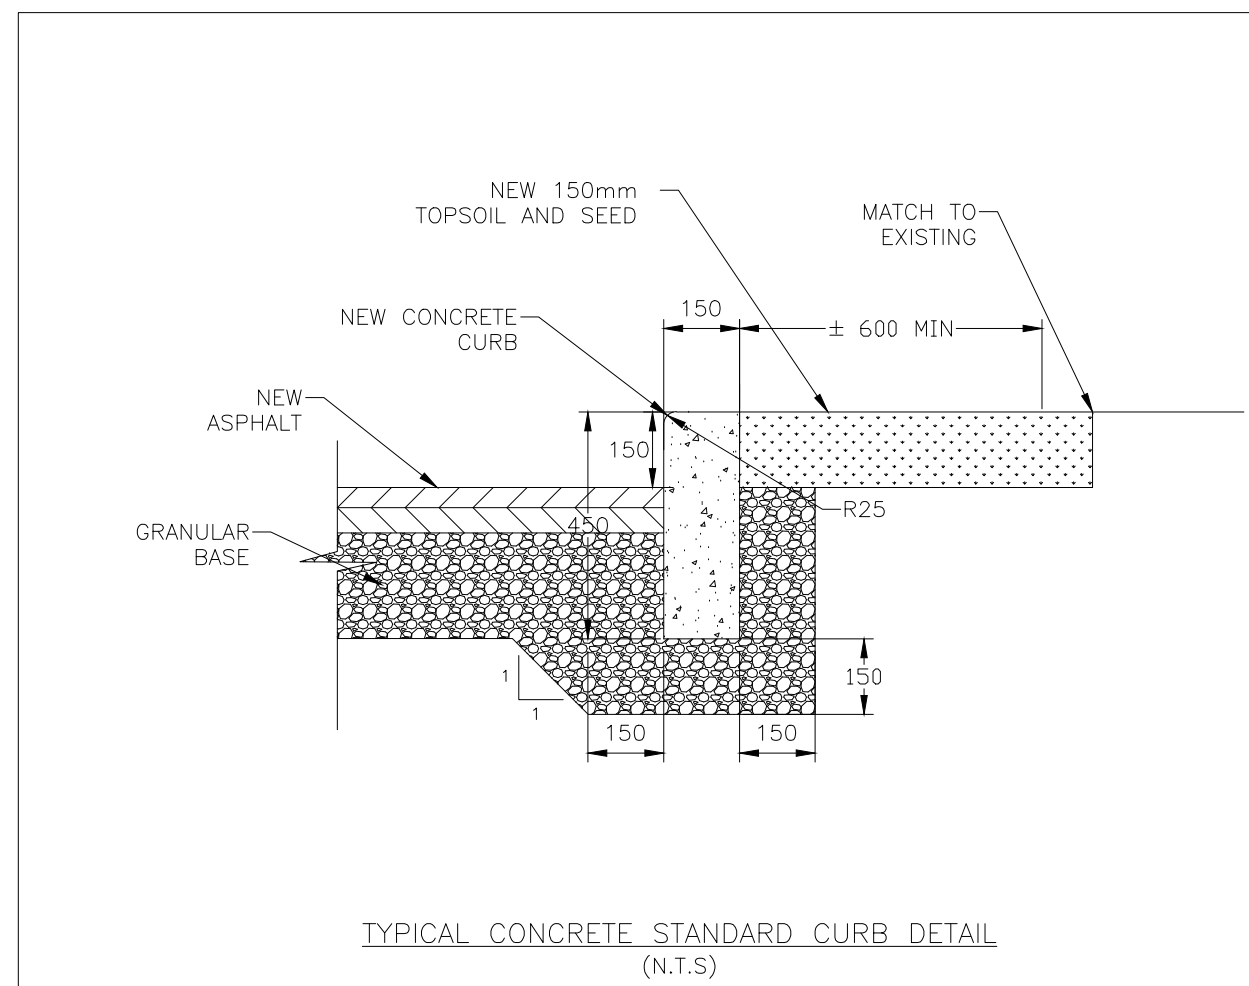 NEW 150mm
TOPSOIL AND SEED
MATCH TO
EXISTING
150
± 600 MIN
NEW CONCRETE
CURB
NEW
ASPHALT
150
R25
450
GRANULAR
BASE
1
1
150
150
150
TYPICAL CONCRETE STANDARD CURB DETAIL
(N.T.S)